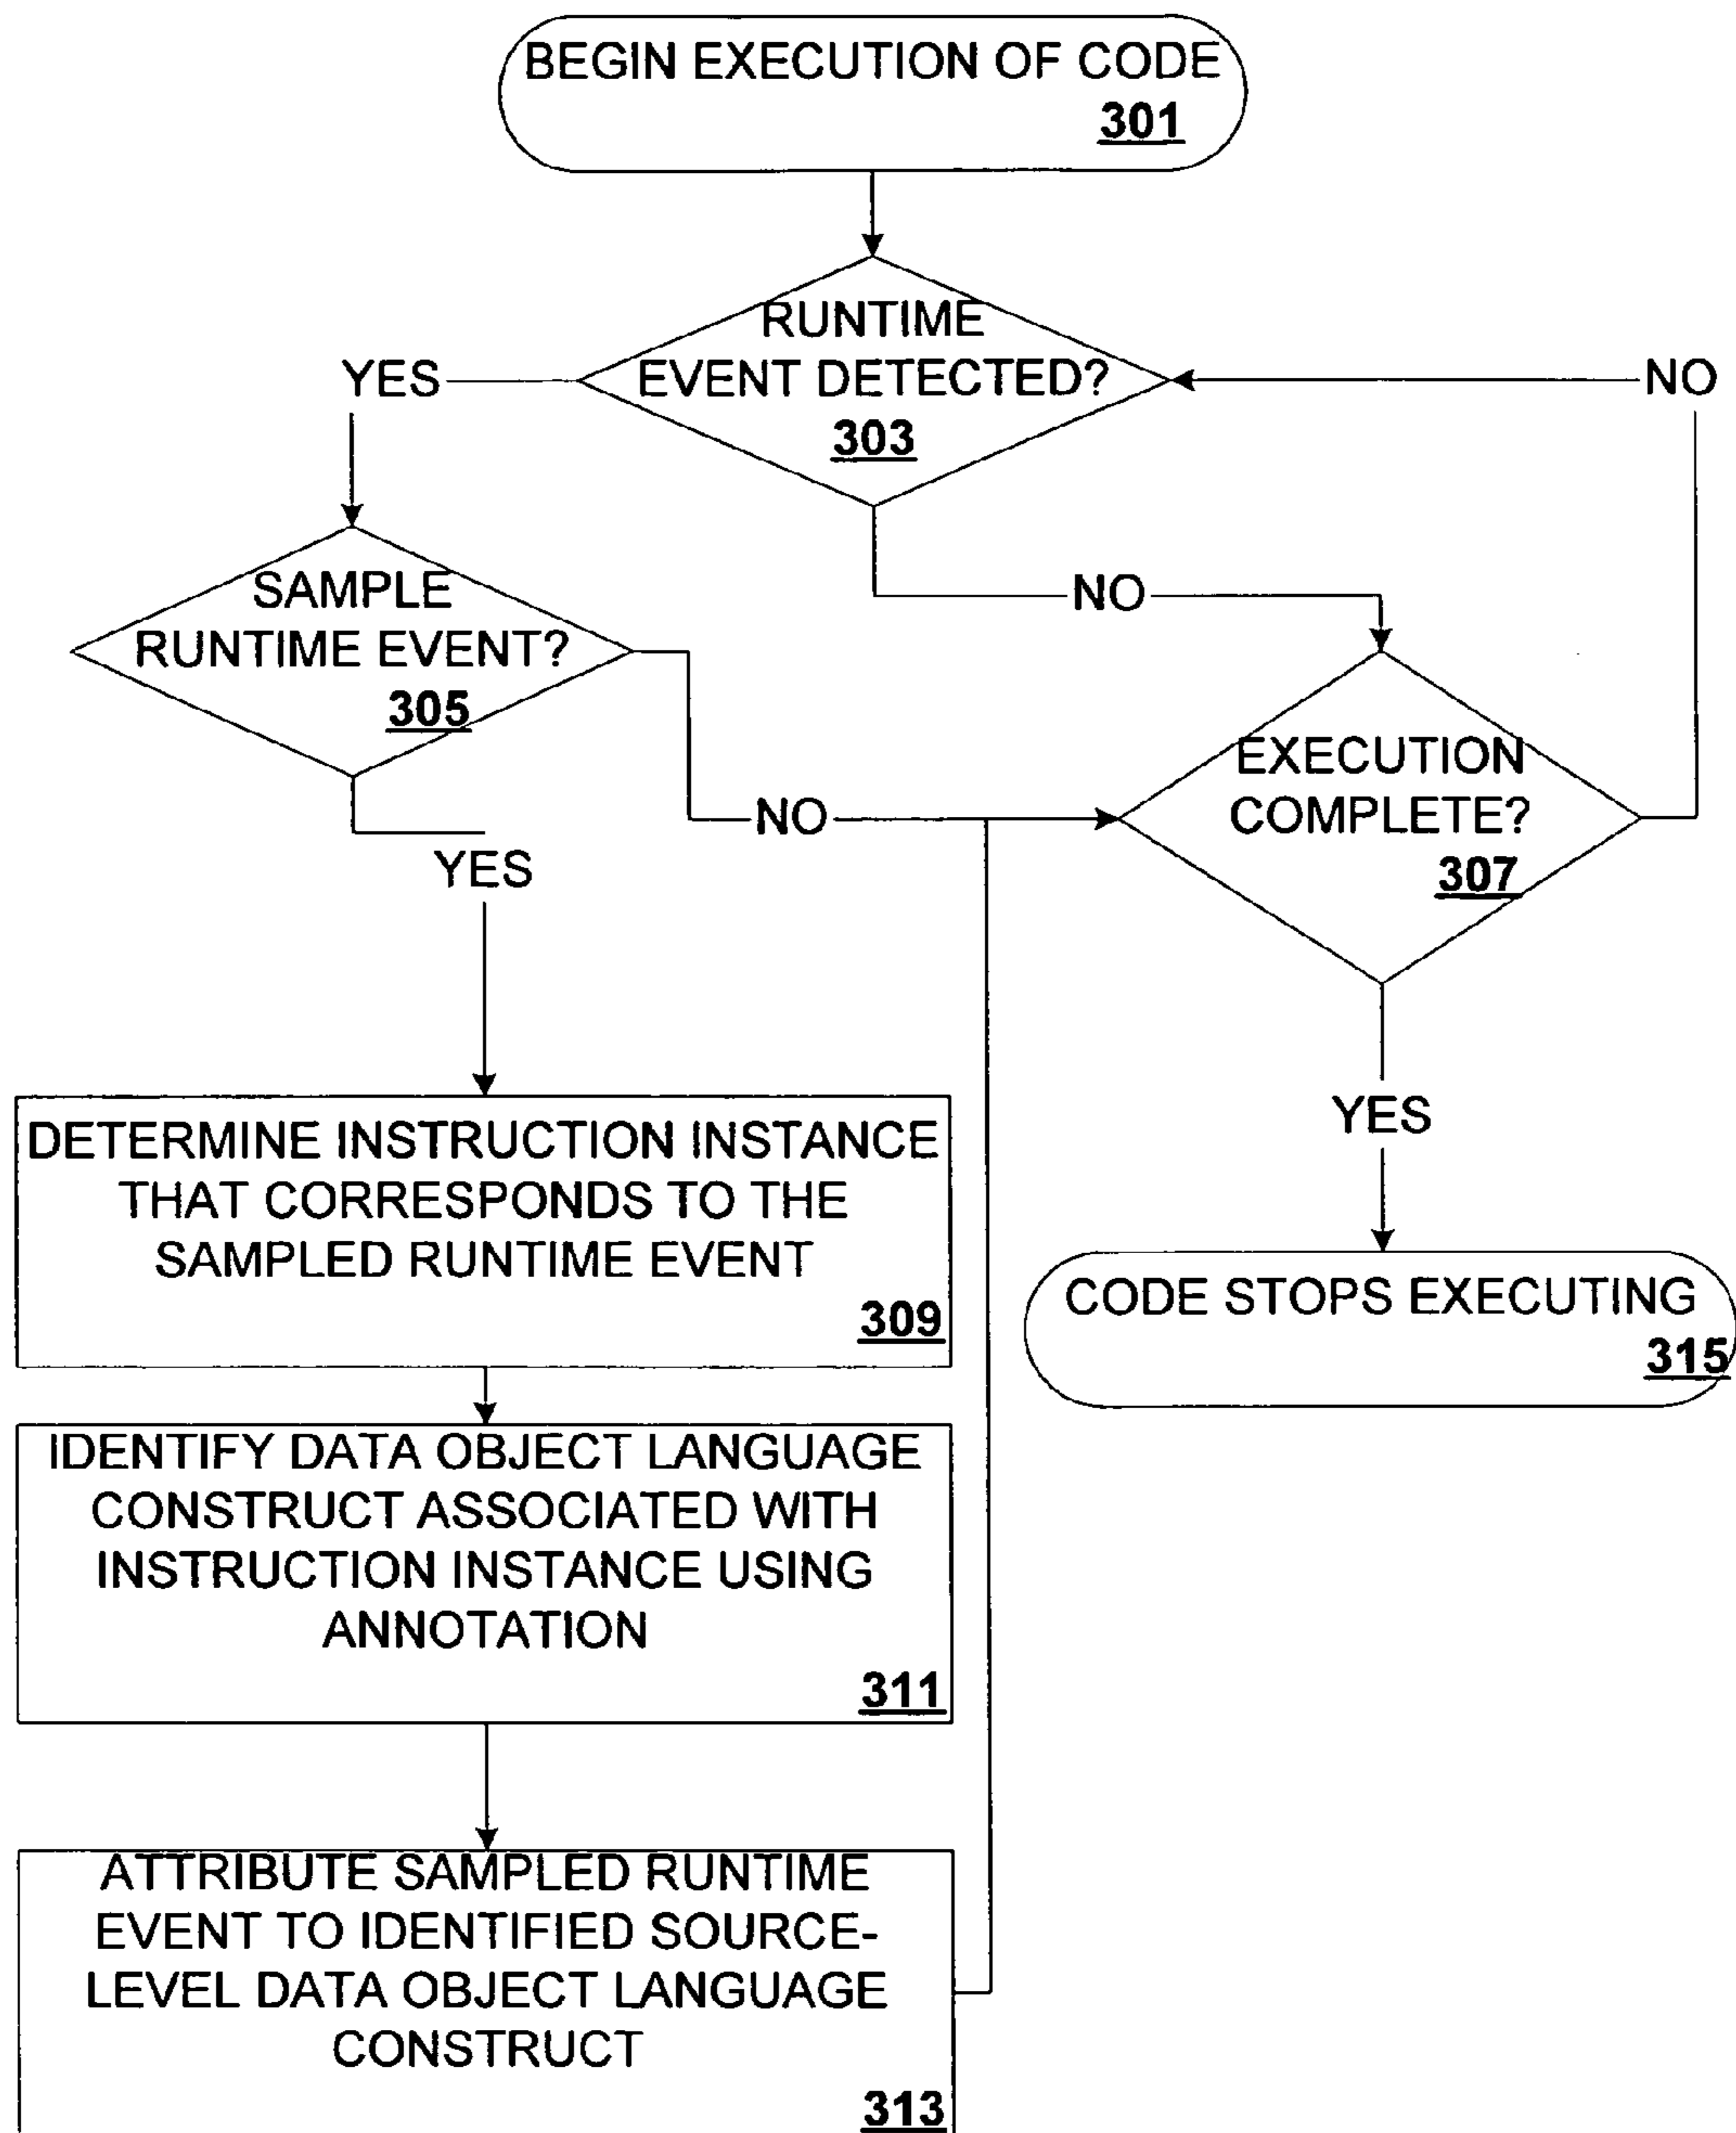 BEGIN EXECUTION OF CODE
301
RUNTIME
EVENT DETECTED?
303
YES
NO
NO
SAMPLE
RUNTIME EVENT?
305
NO
YES
EXECUTION
COMPLETE?
307
YES
DETERMINE INSTRUCTION INSTANCE
THAT CORRESPONDS TO THE
SAMPLED RUNTIME EVENT
309
CODE STOPS EXECUTING
315
IDENTIFY DATA OBJECT LANGUAGE
CONSTRUCT ASSOCIATED WITH
INSTRUCTION INSTANCE USING
ANNOTATION
311
ATTRIBUTE SAMPLED RUNTIME
EVENT TO IDENTIFIED SOURCE-
LEVEL DATA OBJECT LANGUAGE
CONSTRUCT
313